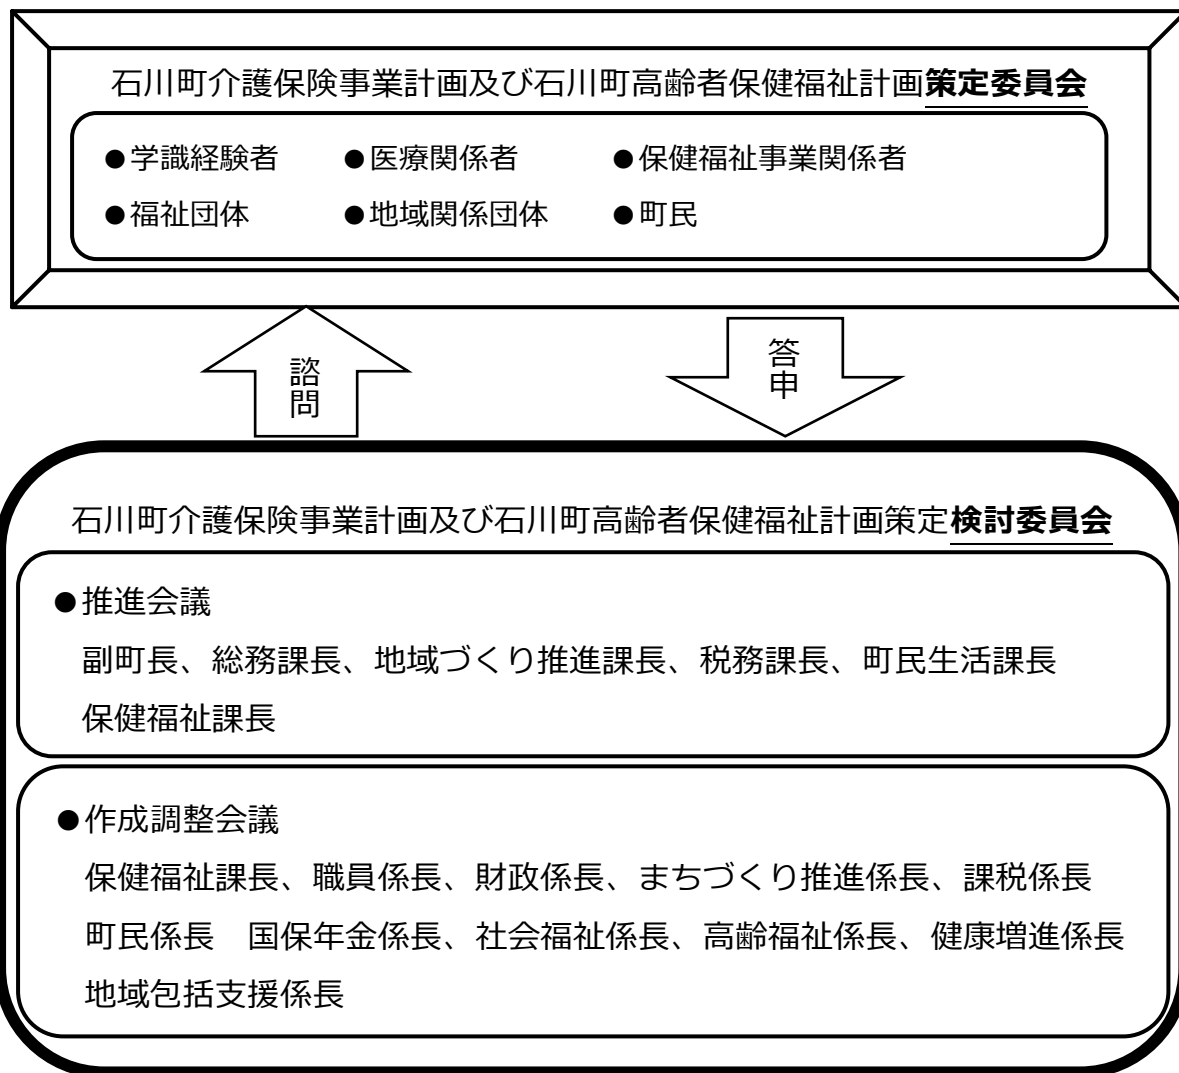 石川町介護保険事業計画及び石川町高齢者保健福祉計画策定委員会
●学識経験者　●医療関係者　●保健福祉事業関係者
●福祉団体　●地域関係団体　●町民
諮問
答申
石川町介護保険事業計画及び石川町高齢者保健福祉計画策定検討委員会
●推進会議
副町長、総務課長、地域づくり推進課長、税務課長、町民生活課長
保健福祉課長
●作成調整会議
保健福祉課長、職員係長、財政係長、まちづくり推進係長、課税係長
町民係長　国保年金係長、社会福祉係長、高齢福祉係長、健康増進係長
地域包括支援係長